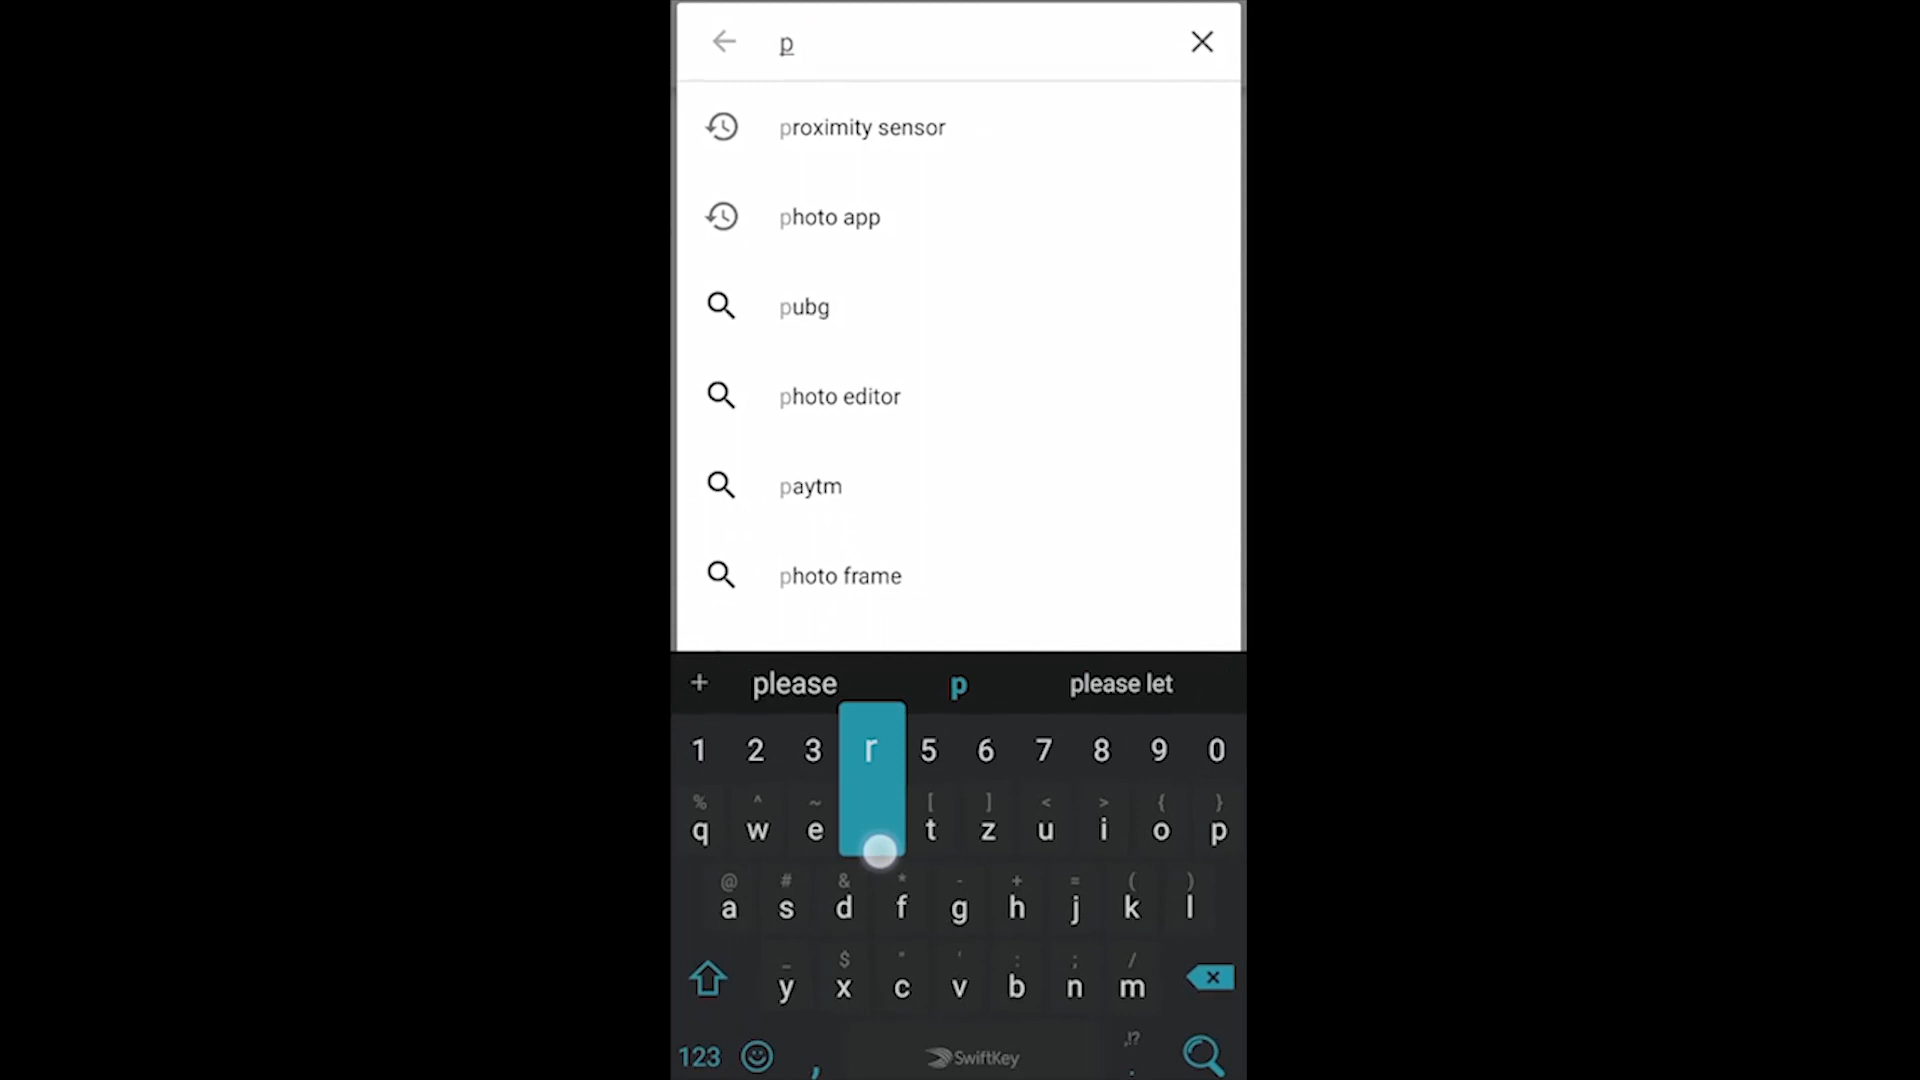 p
proximity sensor
photo app
pubg
photo editor
paytm
photo frame
+ please p please let
1 2 3 r 5 6 7 8 9 0
% ^ ~ [ ] < > { }
q w e t z u i o p
@ # & * - + = ( )
a s d f g h j k l
_ $ " ' : ; /
y x c v b n m
,!?
123 , SwiftKey .